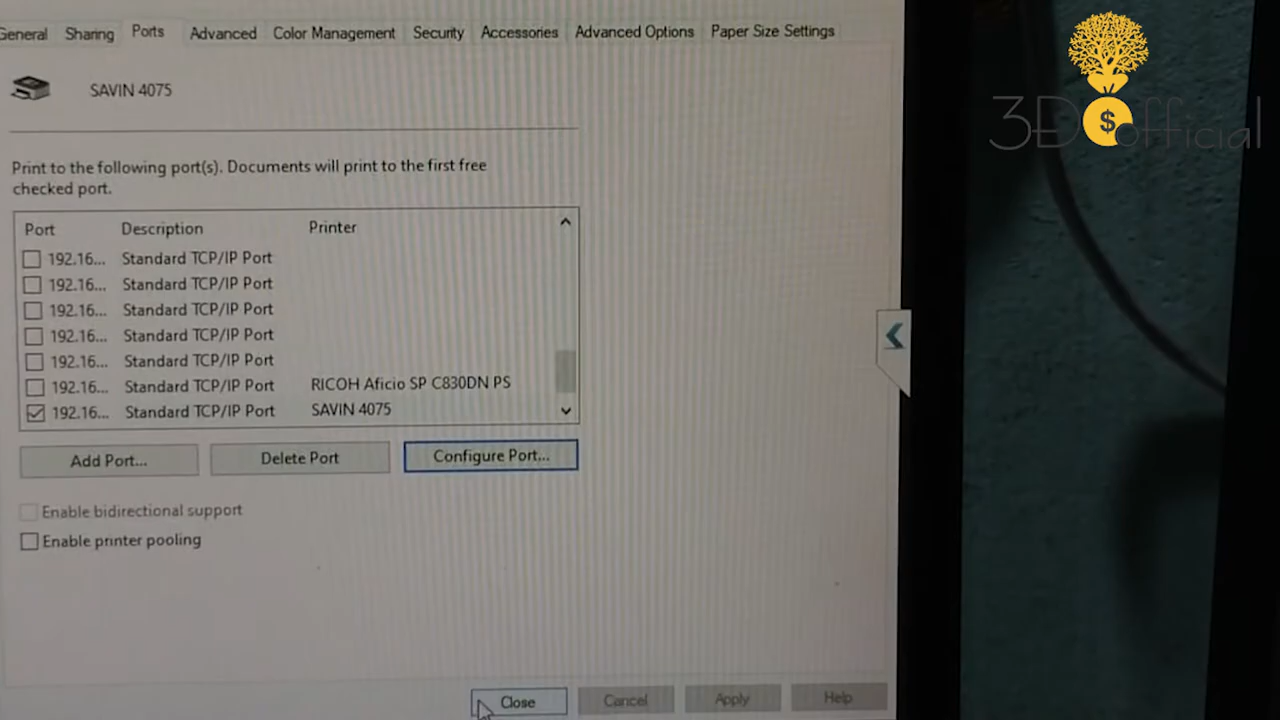 General Sharing Ports Advanced Color Management Security Accessories Advanced Options Paper Size Settings
SAVIN 4075
Print to the following port(s). Documents will print to the first free
checked port.
Port Description Printer
192.16... Standard TCP/IP Port
192.16... Standard TCP/IP Port
192.16... Standard TCP/IP Port
192.16... Standard TCP/IP Port
192.16... Standard TCP/IP Port
192.16... Standard TCP/IP Port RICOH Aficio SP C830DN PS
192.16... Standard TCP/IP Port SAVIN 4075
Add Port... Delete Port Configure Port...
Enable bidirectional support
Enable printer pooling
Close Cancel Apply Help
3D $ official